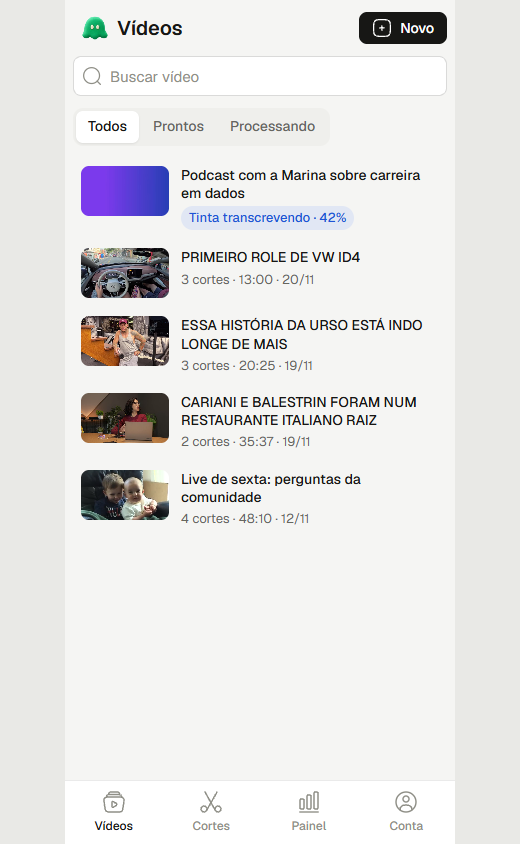 Vídeos
Novo
Buscar vídeo
Todos
Prontos
Processando
Podcast com a Marina sobre carreira
em dados
Tinta transcrevendo · 42%
PRIMEIRO ROLE DE VW ID4
3 cortes · 13:00 · 20/11
ESSA HISTÓRIA DA URSO ESTÁ INDO
LONGE DE MAIS
3 cortes · 20:25 · 19/11
CARIANI E BALESTRIN FORAM NUM
RESTAURANTE ITALIANO RAIZ
2 cortes · 35:37 · 19/11
Live de sexta: perguntas da
comunidade
4 cortes · 48:10 · 12/11
Vídeos
Cortes
Painel
Conta